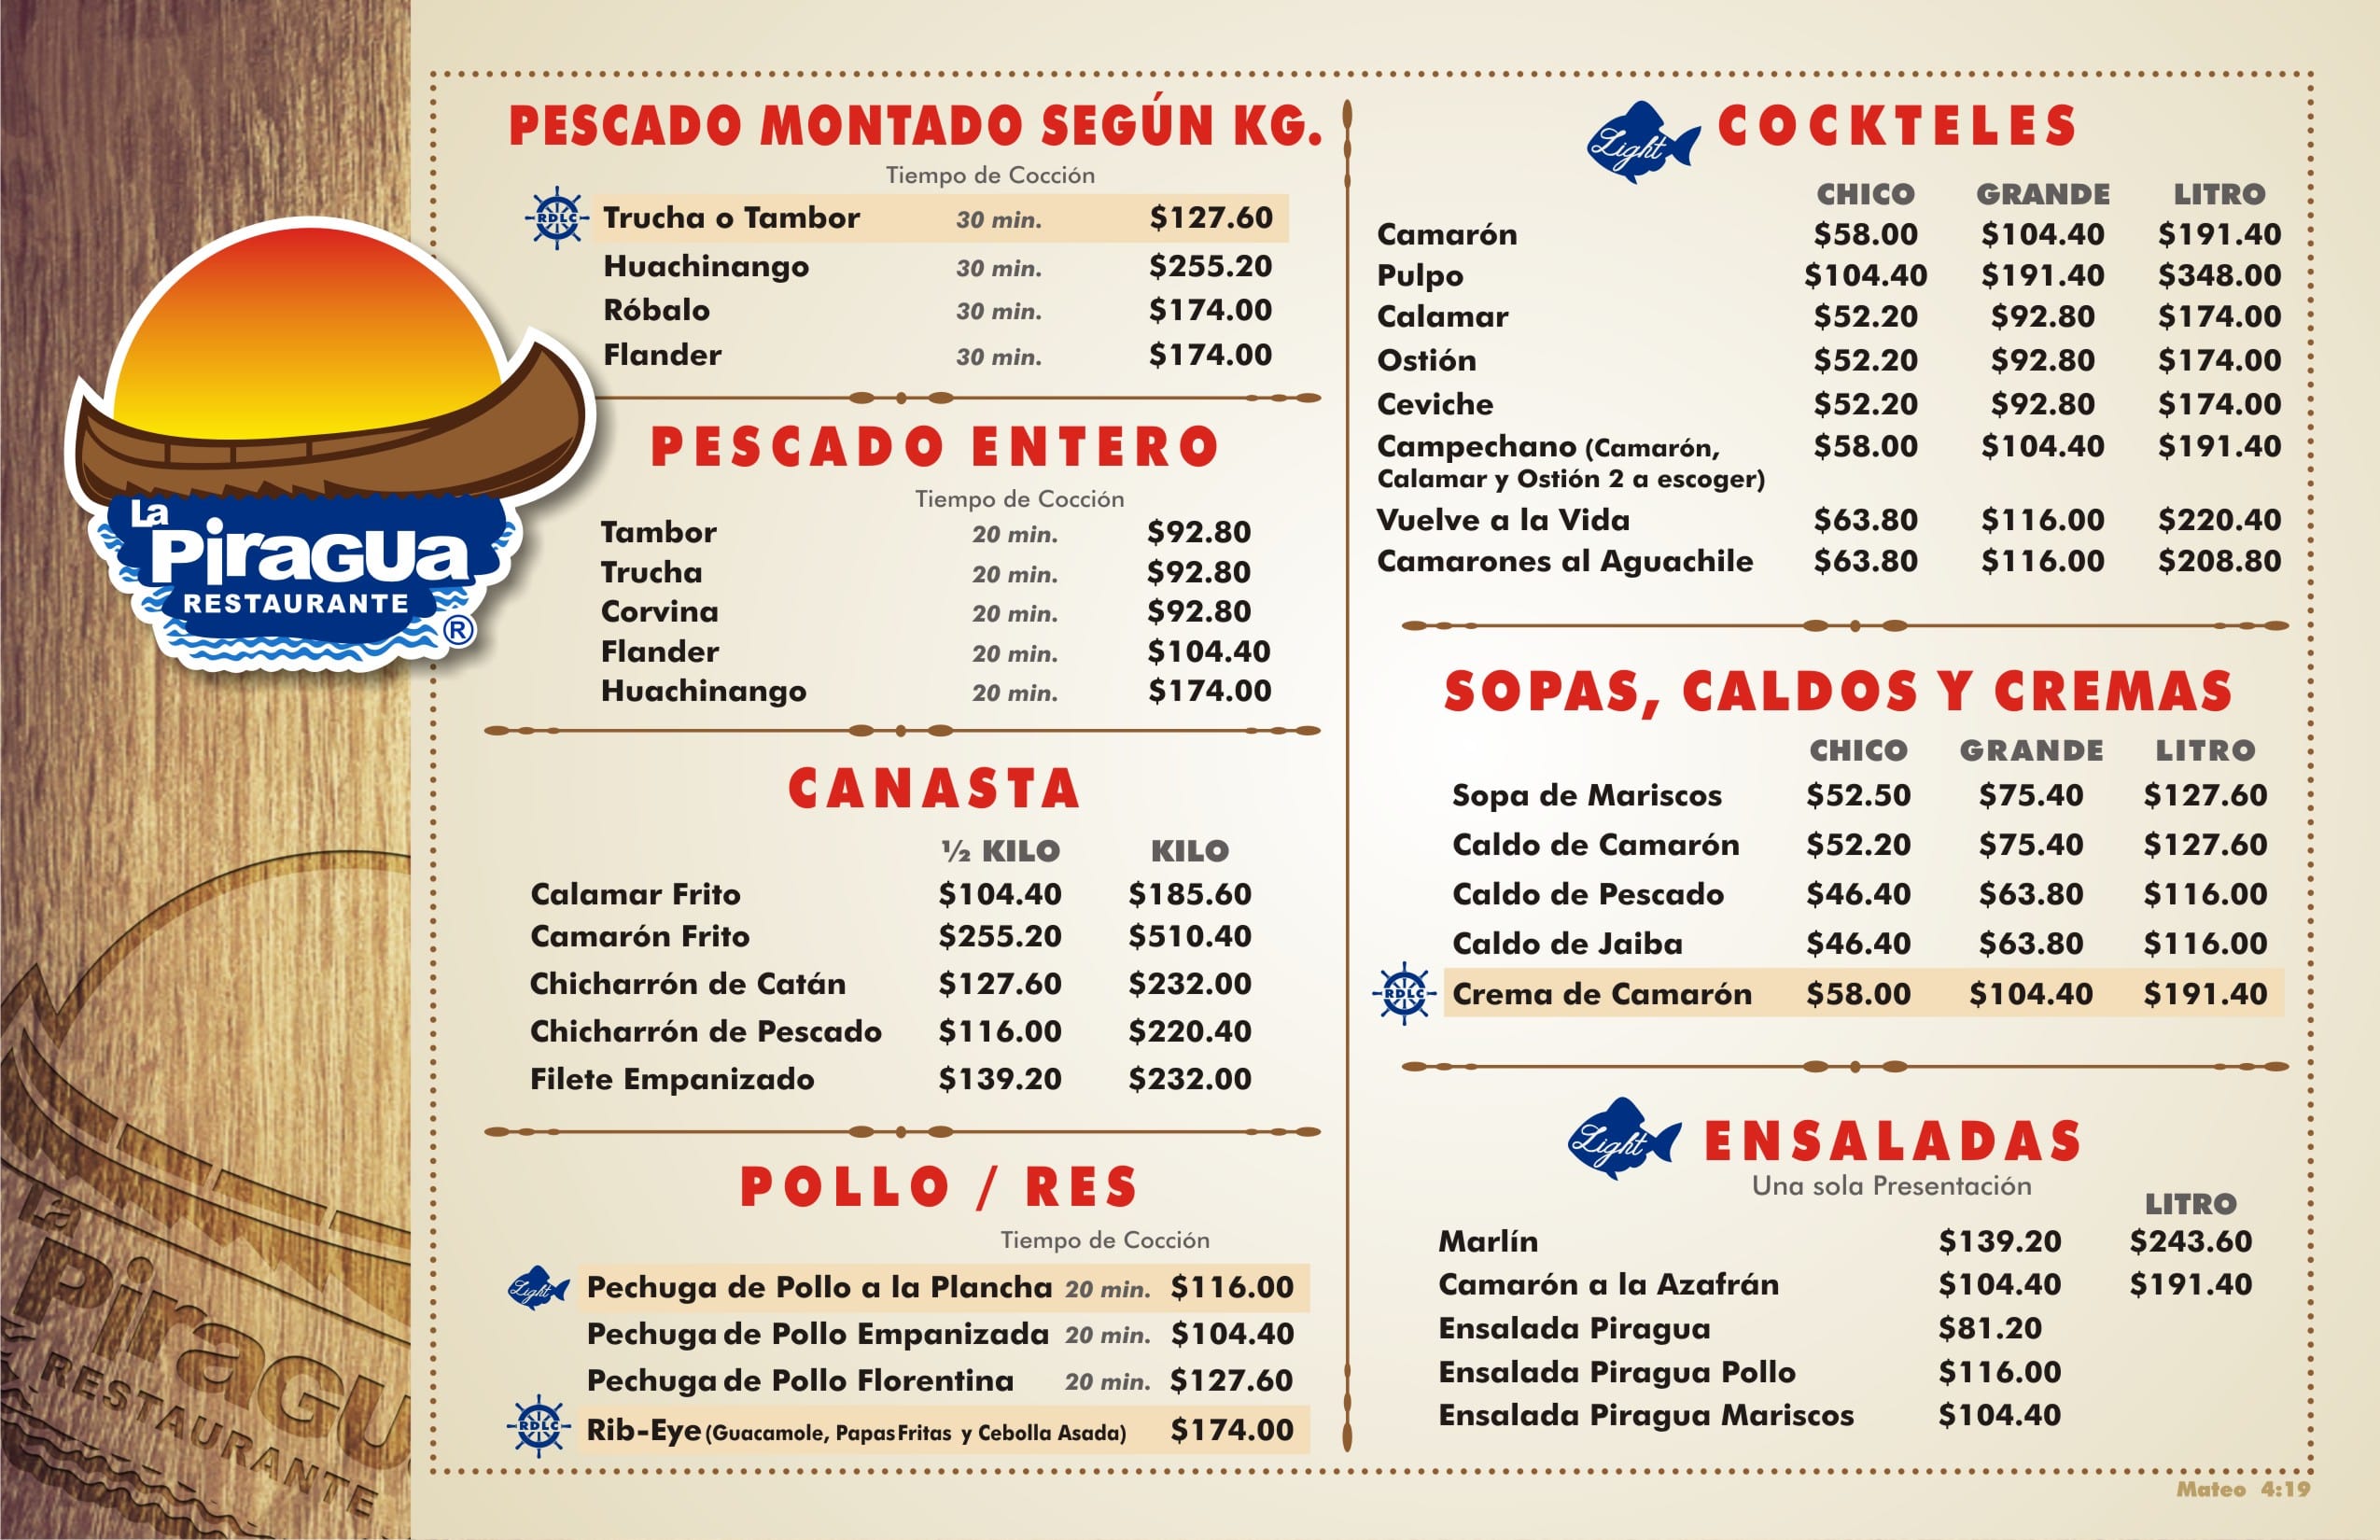 La
Piragua
RESTAURANTE
®
La
Piragu
RESTAURANTE
PESCADO MONTADO SEGÚN KG.
Tiempo de Cocción
RDLC Trucha o Tambor 30 min. $127.60
Huachinango 30 min. $255.20
Róbalo 30 min. $174.00
Flander 30 min. $174.00
PESCADO ENTERO
Tiempo de Cocción
Tambor 20 min. $92.80
Trucha 20 min. $92.80
Corvina 20 min. $92.80
Flander 20 min. $104.40
Huachinango 20 min. $174.00
CANASTA
½ KILO KILO
Calamar Frito $104.40 $185.60
Camarón Frito $255.20 $510.40
Chicharrón de Catán $127.60 $232.00
Chicharrón de Pescado $116.00 $220.40
Filete Empanizado $139.20 $232.00
POLLO / RES
Tiempo de Cocción
Light Pechuga de Pollo a la Plancha 20 min. $116.00
Pechuga de Pollo Empanizada 20 min. $104.40
Pechuga de Pollo Florentina 20 min. $127.60
RDLC Rib-Eye (Guacamole, Papas Fritas y Cebolla Asada) $174.00
Light COCKTELES
CHICO GRANDE LITRO
Camarón $58.00 $104.40 $191.40
Pulpo $104.40 $191.40 $348.00
Calamar $52.20 $92.80 $174.00
Ostión $52.20 $92.80 $174.00
Ceviche $52.20 $92.80 $174.00
Campechano (Camarón, $58.00 $104.40 $191.40
Calamar y Ostión 2 a escoger)
Vuelve a la Vida $63.80 $116.00 $220.40
Camarones al Aguachile $63.80 $116.00 $208.80
SOPAS, CALDOS Y CREMAS
CHICO GRANDE LITRO
Sopa de Mariscos $52.50 $75.40 $127.60
Caldo de Camarón $52.20 $75.40 $127.60
Caldo de Pescado $46.40 $63.80 $116.00
Caldo de Jaiba $46.40 $63.80 $116.00
RDLC Crema de Camarón $58.00 $104.40 $191.40
Light ENSALADAS
Una sola Presentación
LITRO
Marlín $139.20 $243.60
Camarón a la Azafrán $104.40 $191.40
Ensalada Piragua $81.20
Ensalada Piragua Pollo $116.00
Ensalada Piragua Mariscos $104.40
Mateo 4:19